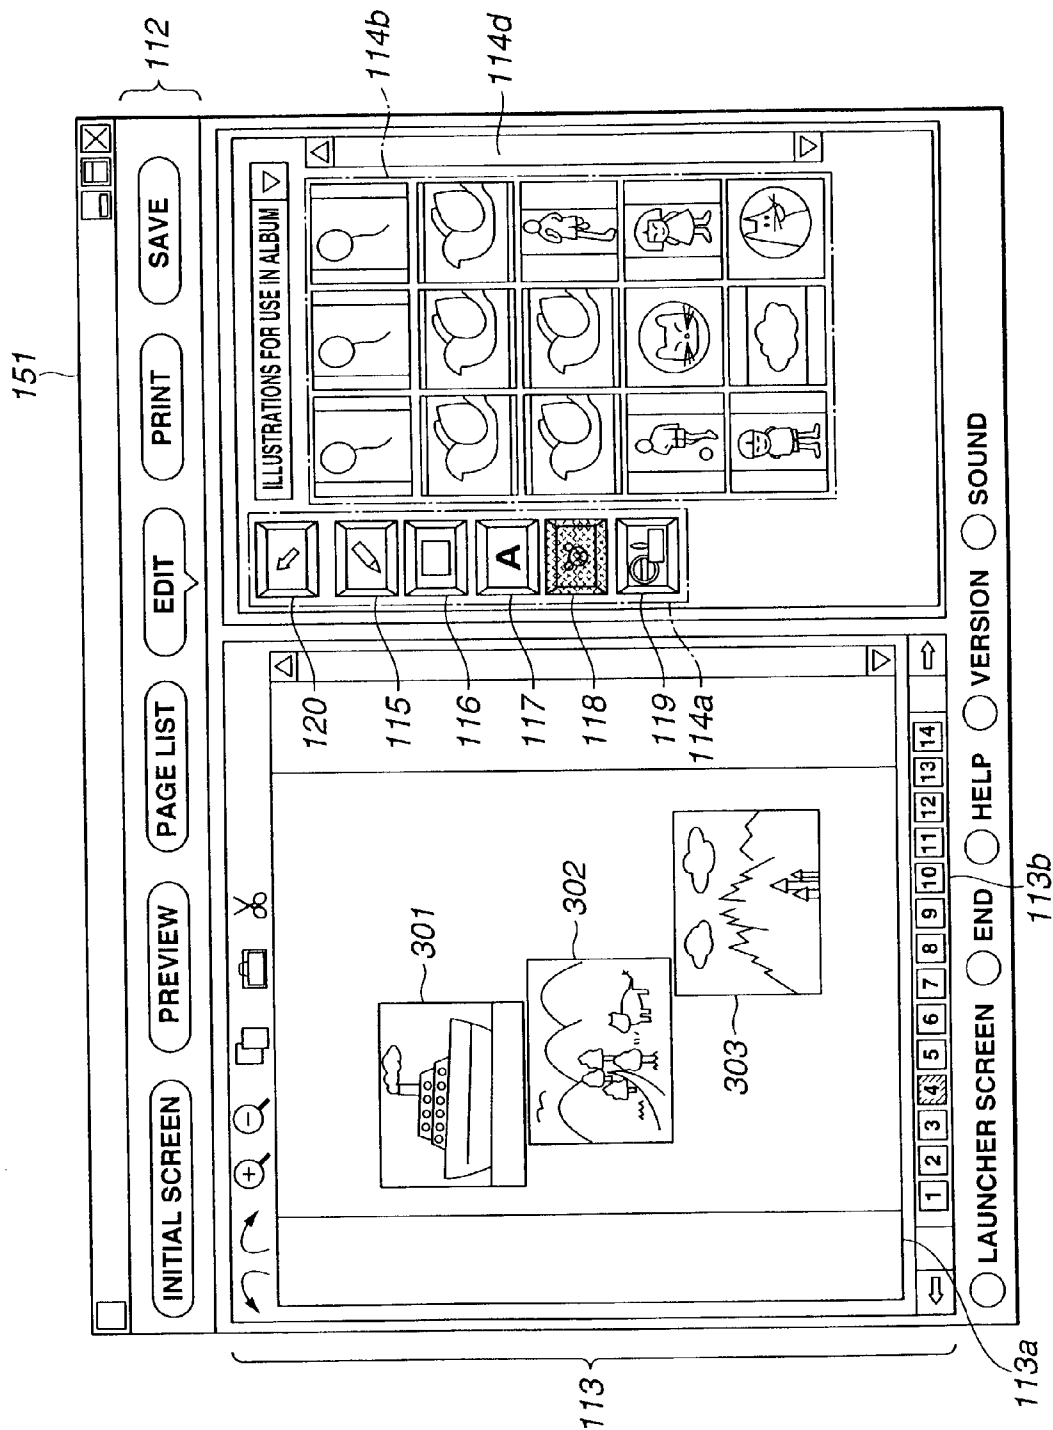 151
112
INITIAL SCREEN PREVIEW PAGE LIST EDIT PRINT SAVE
ILLUSTRATIONS FOR USE IN ALBUM
114b
114d
120
115
116
117
A
118
119
114a
301
302
303
113
1 2 3 4 5 6 7 8 9 10 11 12 13 14
LAUNCHER SCREEN END HELP VERSION SOUND
113a
113b